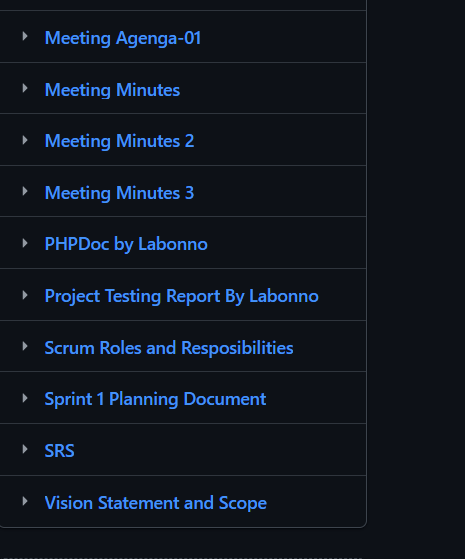 Meeting Agenga-01
Meeting Minutes
Meeting Minutes 2
Meeting Minutes 3
PHPDoc by Labonno
Project Testing Report By Labonno
Scrum Roles and Resposibilities
Sprint 1 Planning Document
SRS
Vision Statement and Scope